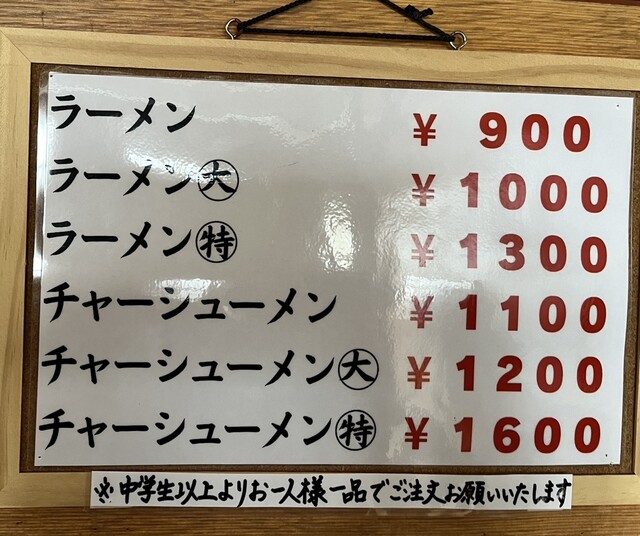 ラーメン ¥900
ラーメン㊛大 ¥1000
ラーメン㊕ ¥1300
チャーシューメン ¥1100
チャーシューメン大 ¥1200
チャーシューメン㊕ ¥1600
※中学生以上よりお一人様一品でご注文お願いいたします